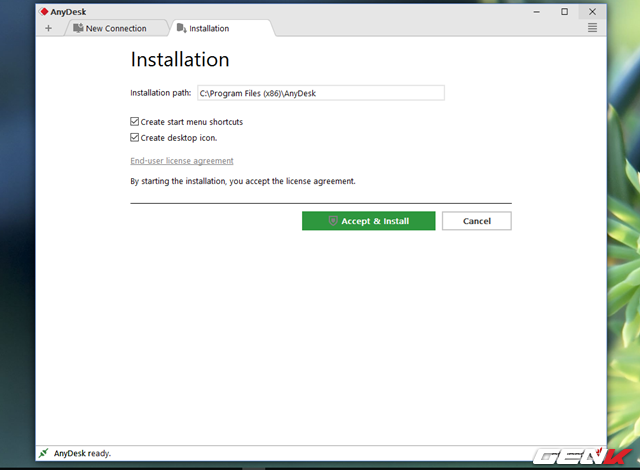 AnyDesk
New Connection
Installation
Installation
Installation path: C:\Program Files (x86)\AnyDesk
Create start menu shortcuts
Create desktop icon.
End-user license agreement
By starting the installation, you accept the license agreement.
Accept & Install Cancel
AnyDesk ready.
GENK